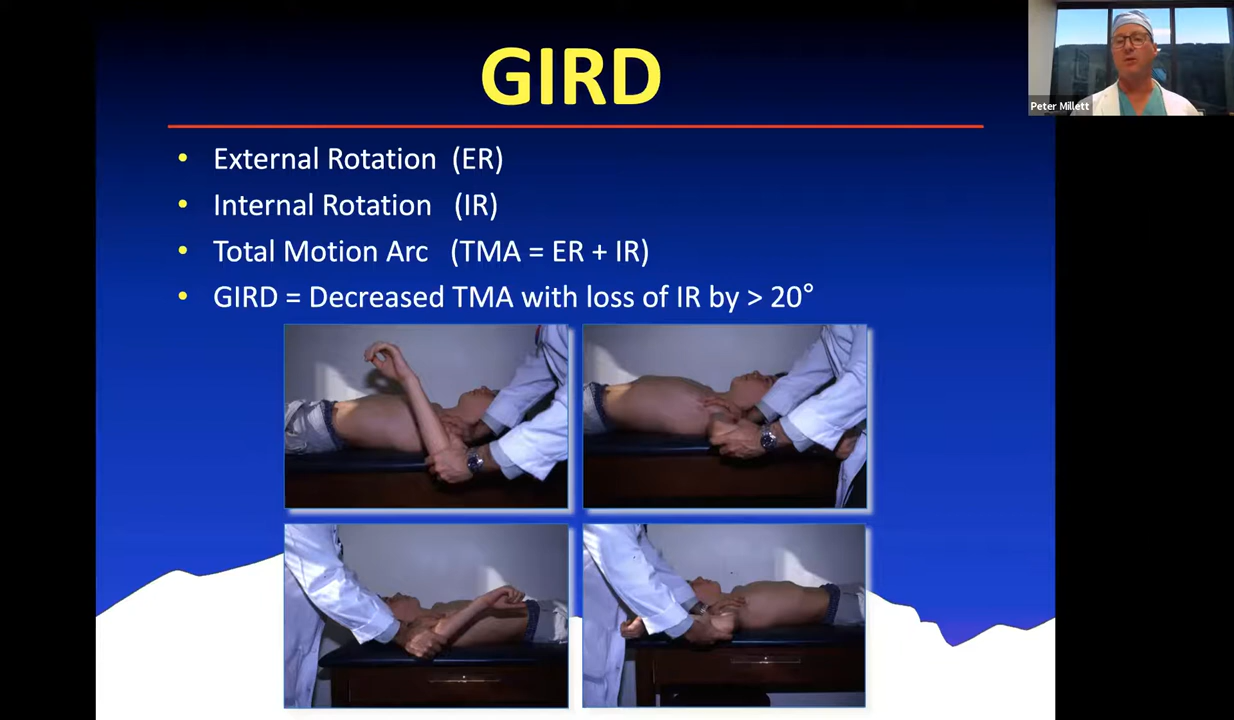 GIRD
Peter Millett
• External Rotation (ER)
• Internal Rotation (IR)
• Total Motion Arc (TMA = ER + IR)
• GIRD = Decreased TMA with loss of IR by > 20°